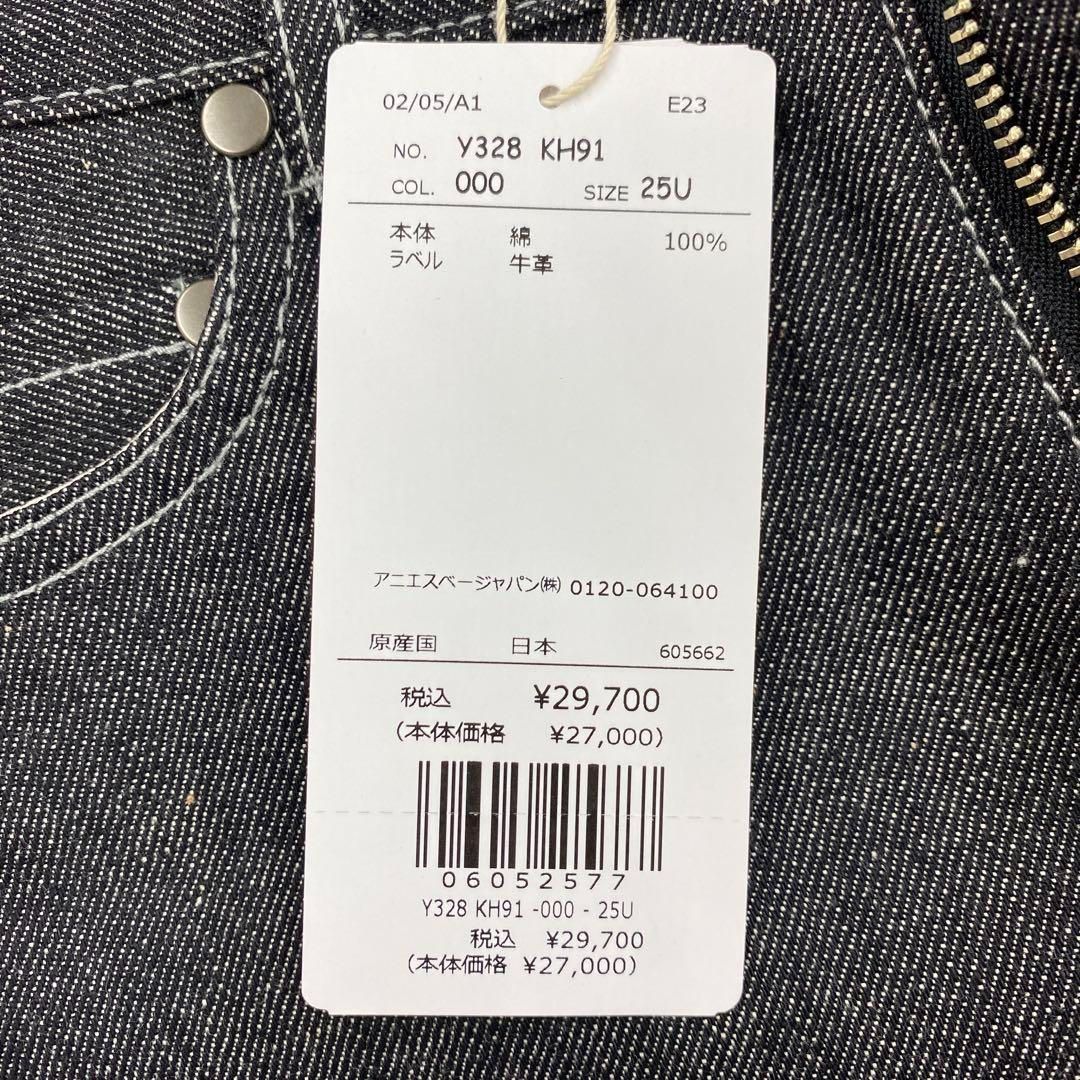 02/05/A1 E23
NO. Y328 KH91
COL. 000 SIZE 25U
本体 綿 100%
ラベル 牛革
アニエスベージャパン㈱ 0120-064100
原産国 日本 605662
税込 ¥29,700
(本体価格 ¥27,000)
06052577
Y328 KH91 -000 - 25U
税込 ¥29,700
(本体価格 ¥27,000)